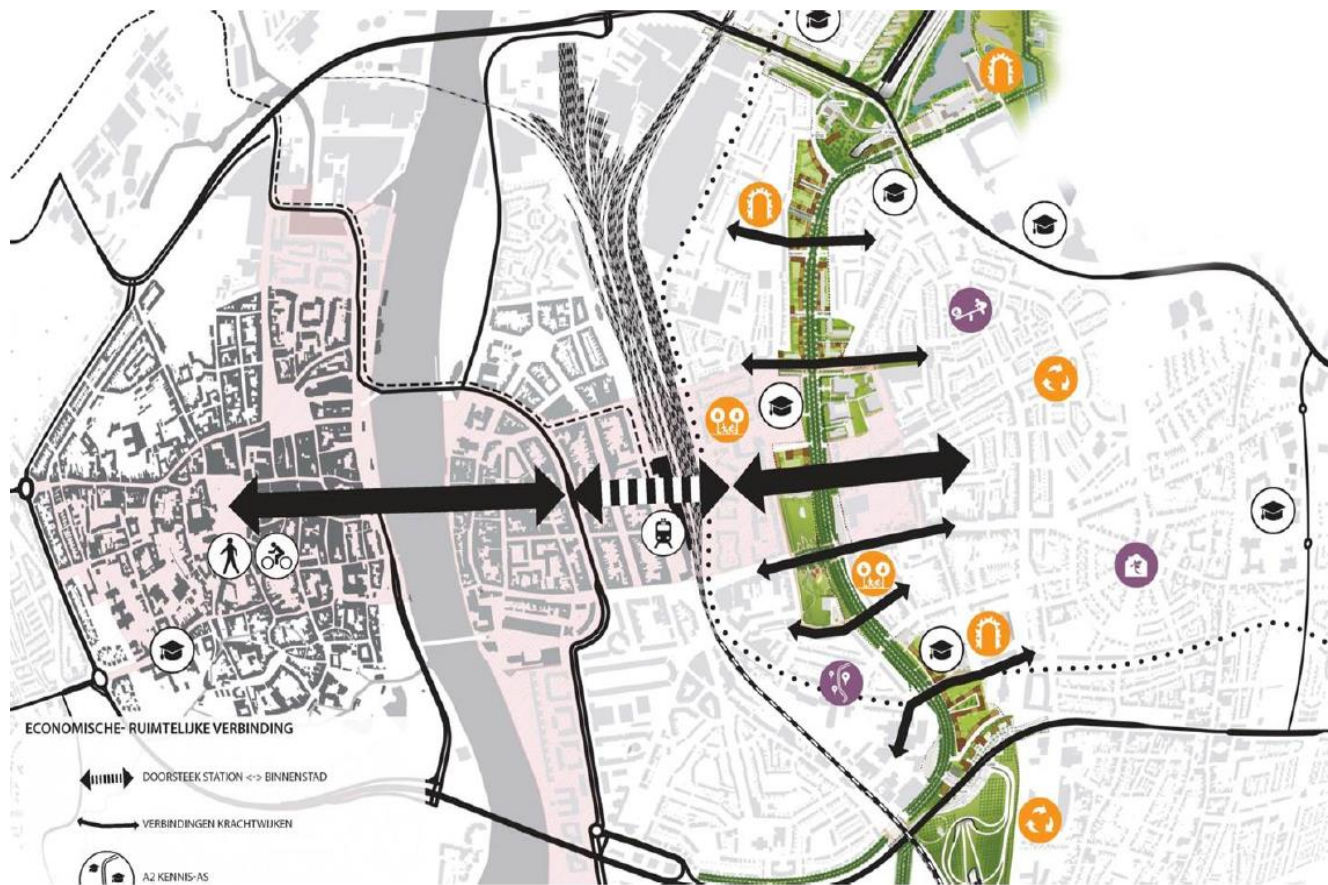 ECONOMISCHE- RUIMTELIJKE VERBINDING
DOORSTEEK STATION <-> BINNENSTAD
VERBINDINGEN KRACHTWIJKEN
A2 KENNIS-AS